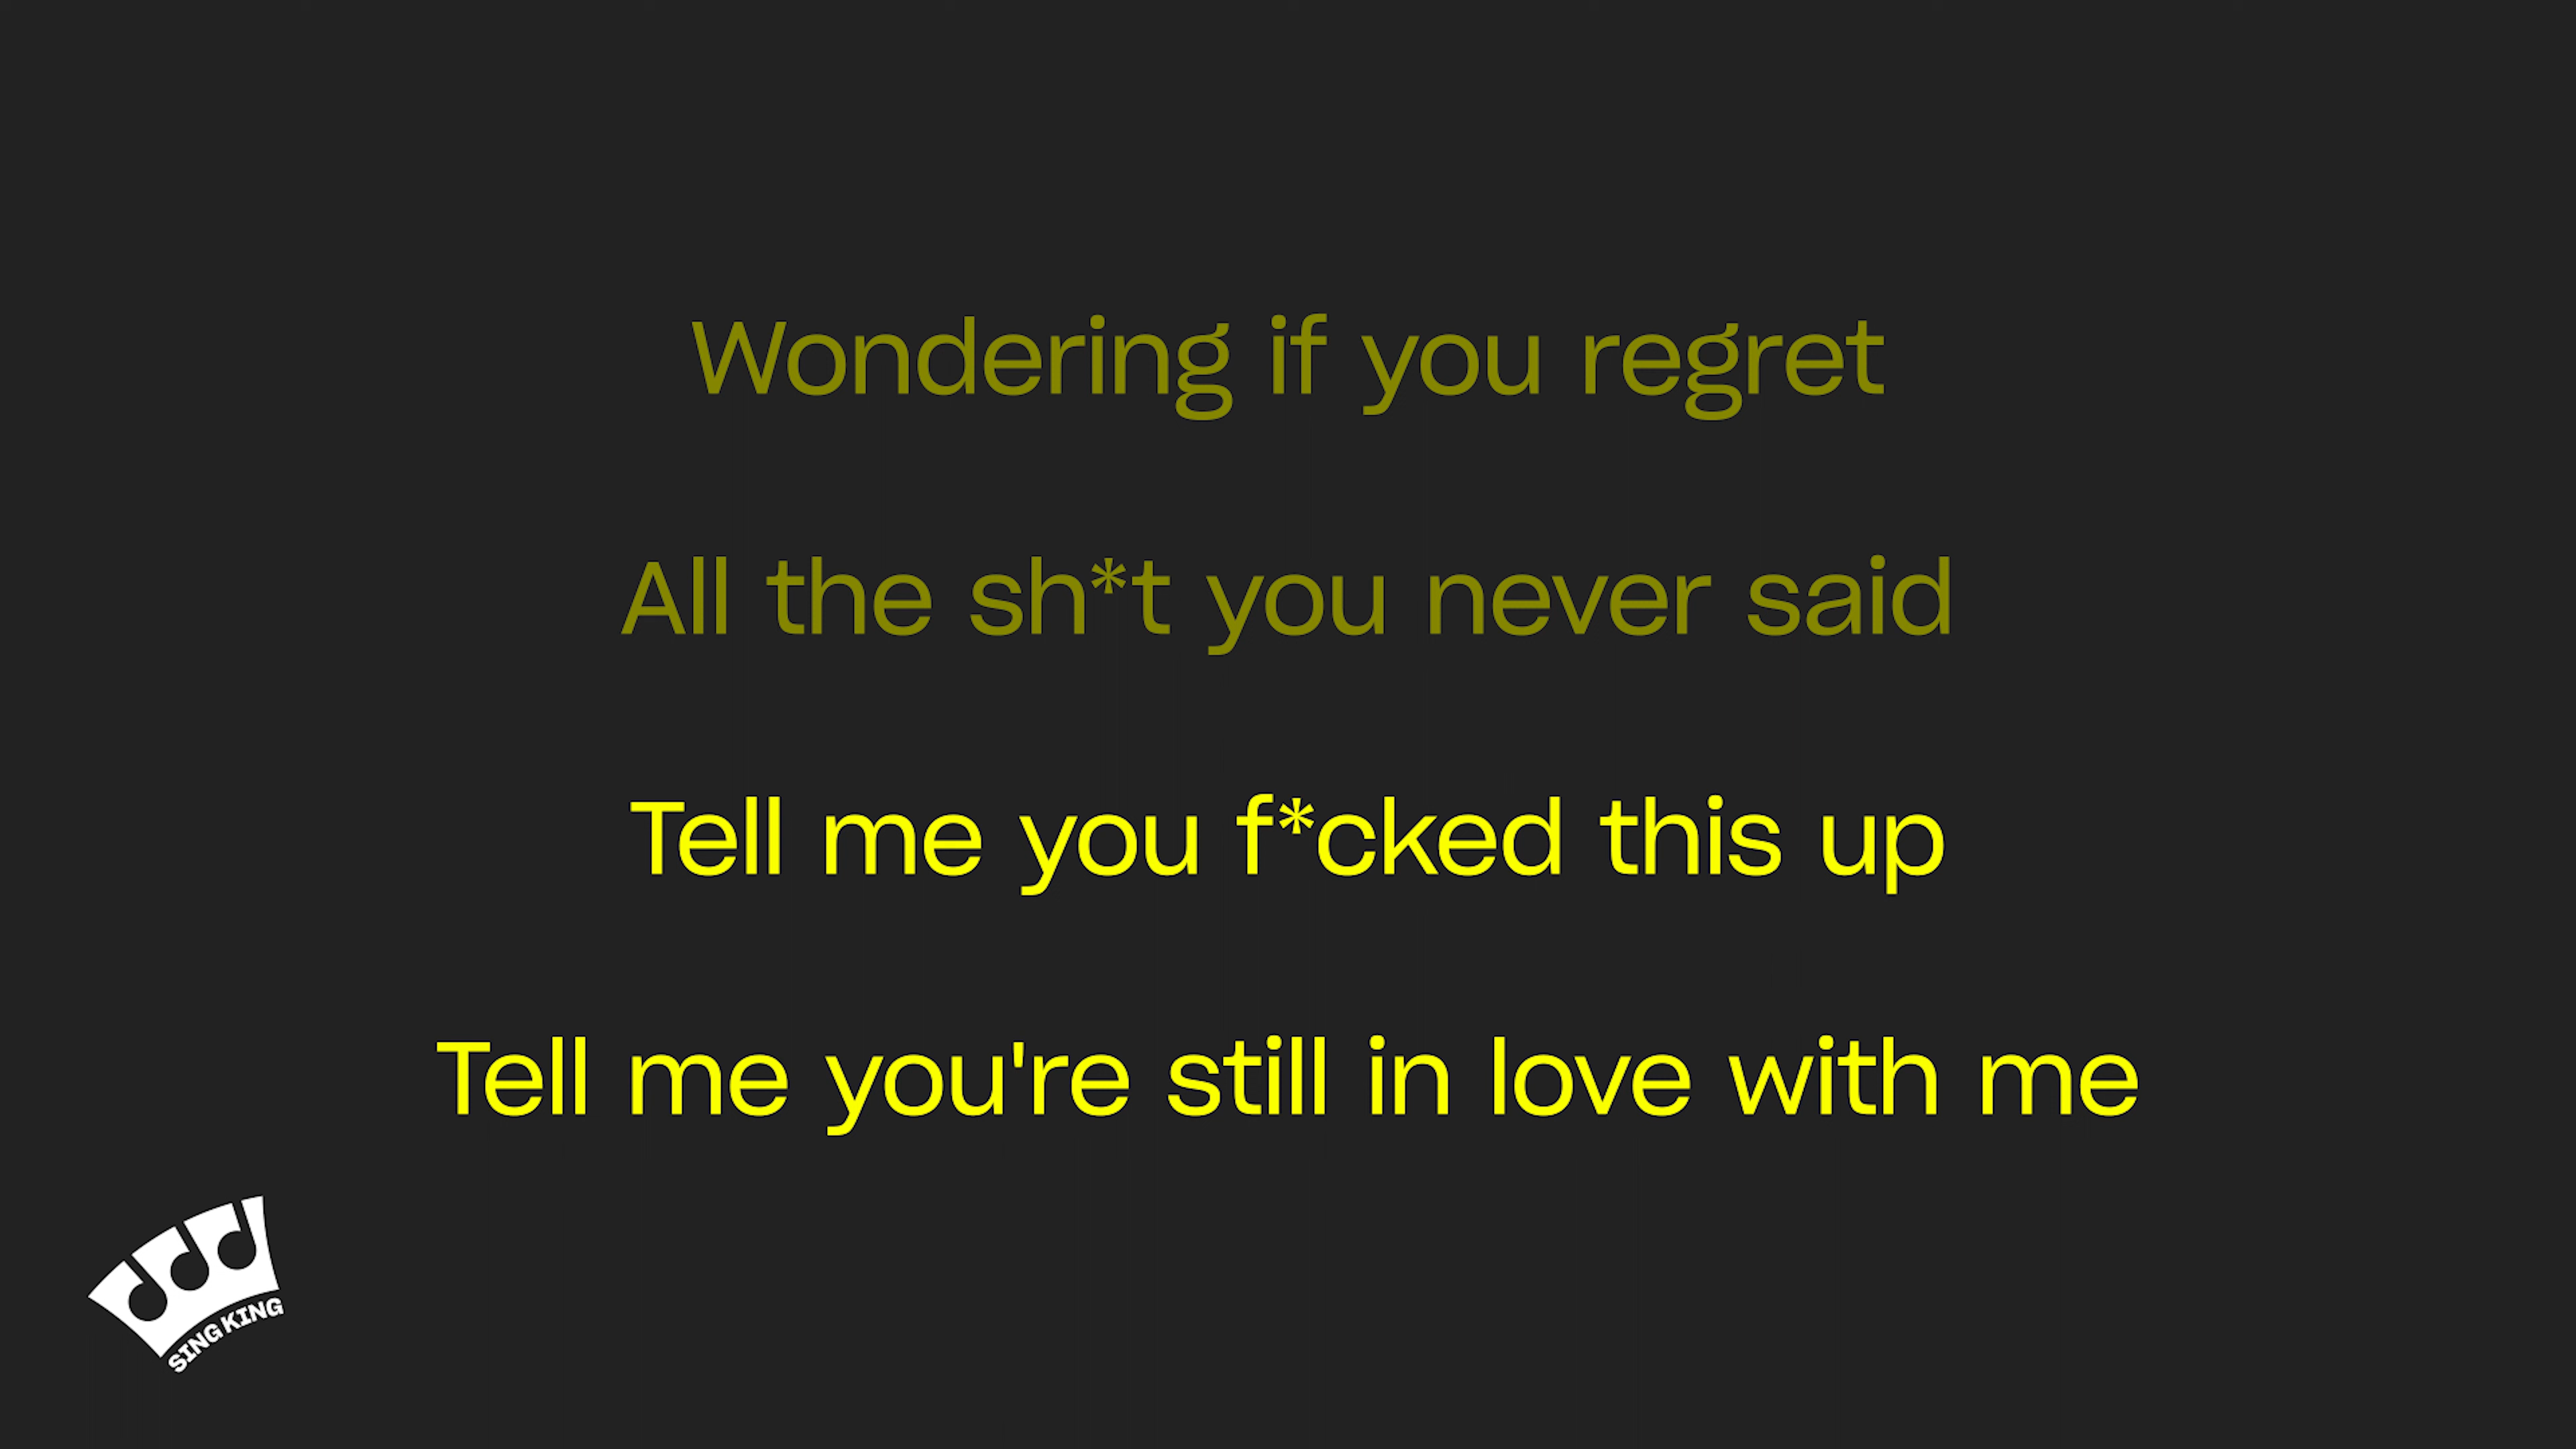 Wondering if you regret
All the sh*t you never said
Tell me you f*cked this up
Tell me you're still in love with me
SING KING